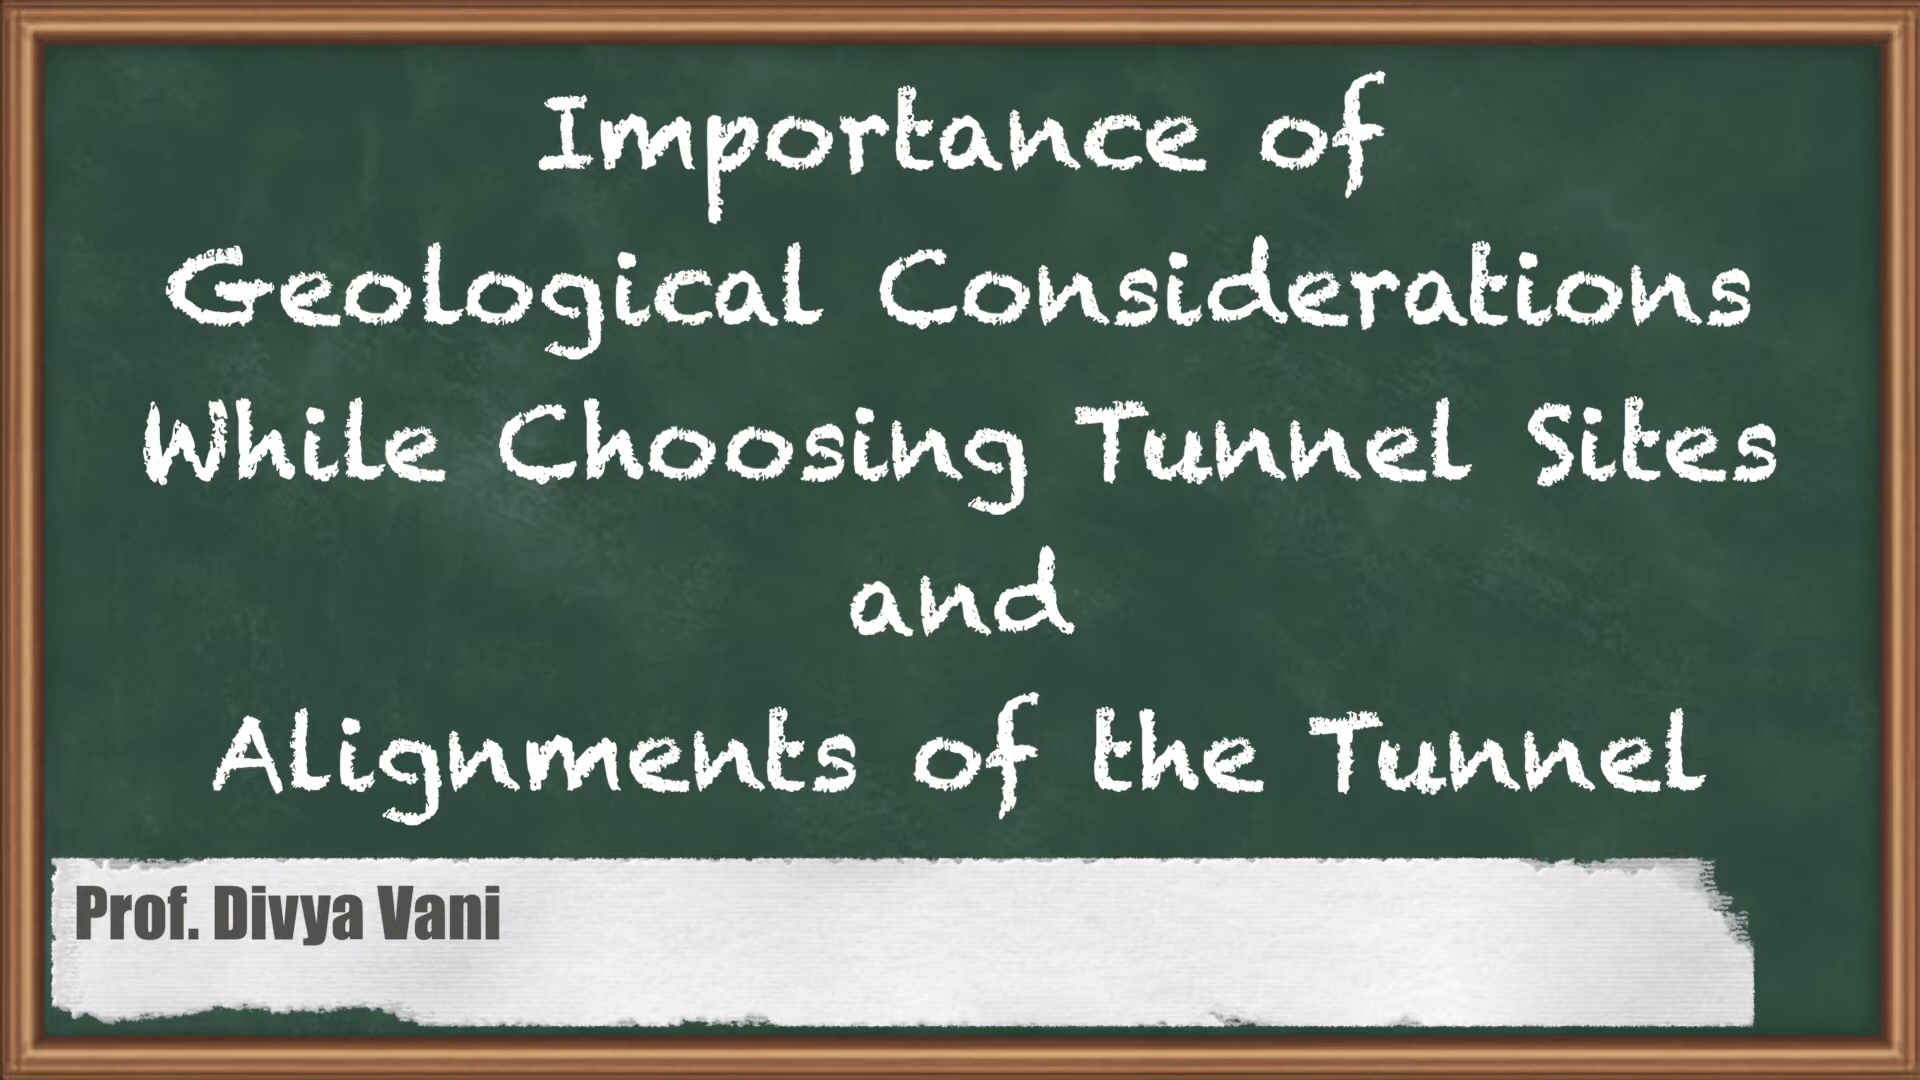 Importance of
Geological Considerations
While Choosing Tunnel Sites
and
Alignments of the Tunnel
Prof. Divya Vani